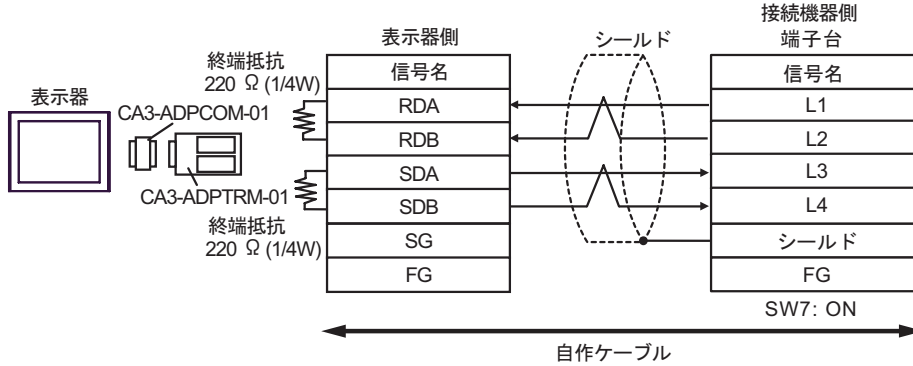 接続機器側
表示器側
シールド
端子台
終端抵抗
220 Ω (1/4W)
信号名
信号名
表示器
CA3-ADPCOM-01
RDA
L1
RDB
L2
SDA
L3
CA3-ADPTRM-01
SDB
L4
終端抵抗
220 Ω (1/4W)
SG
シールド
FG
FG
SW7: ON
自作ケーブル